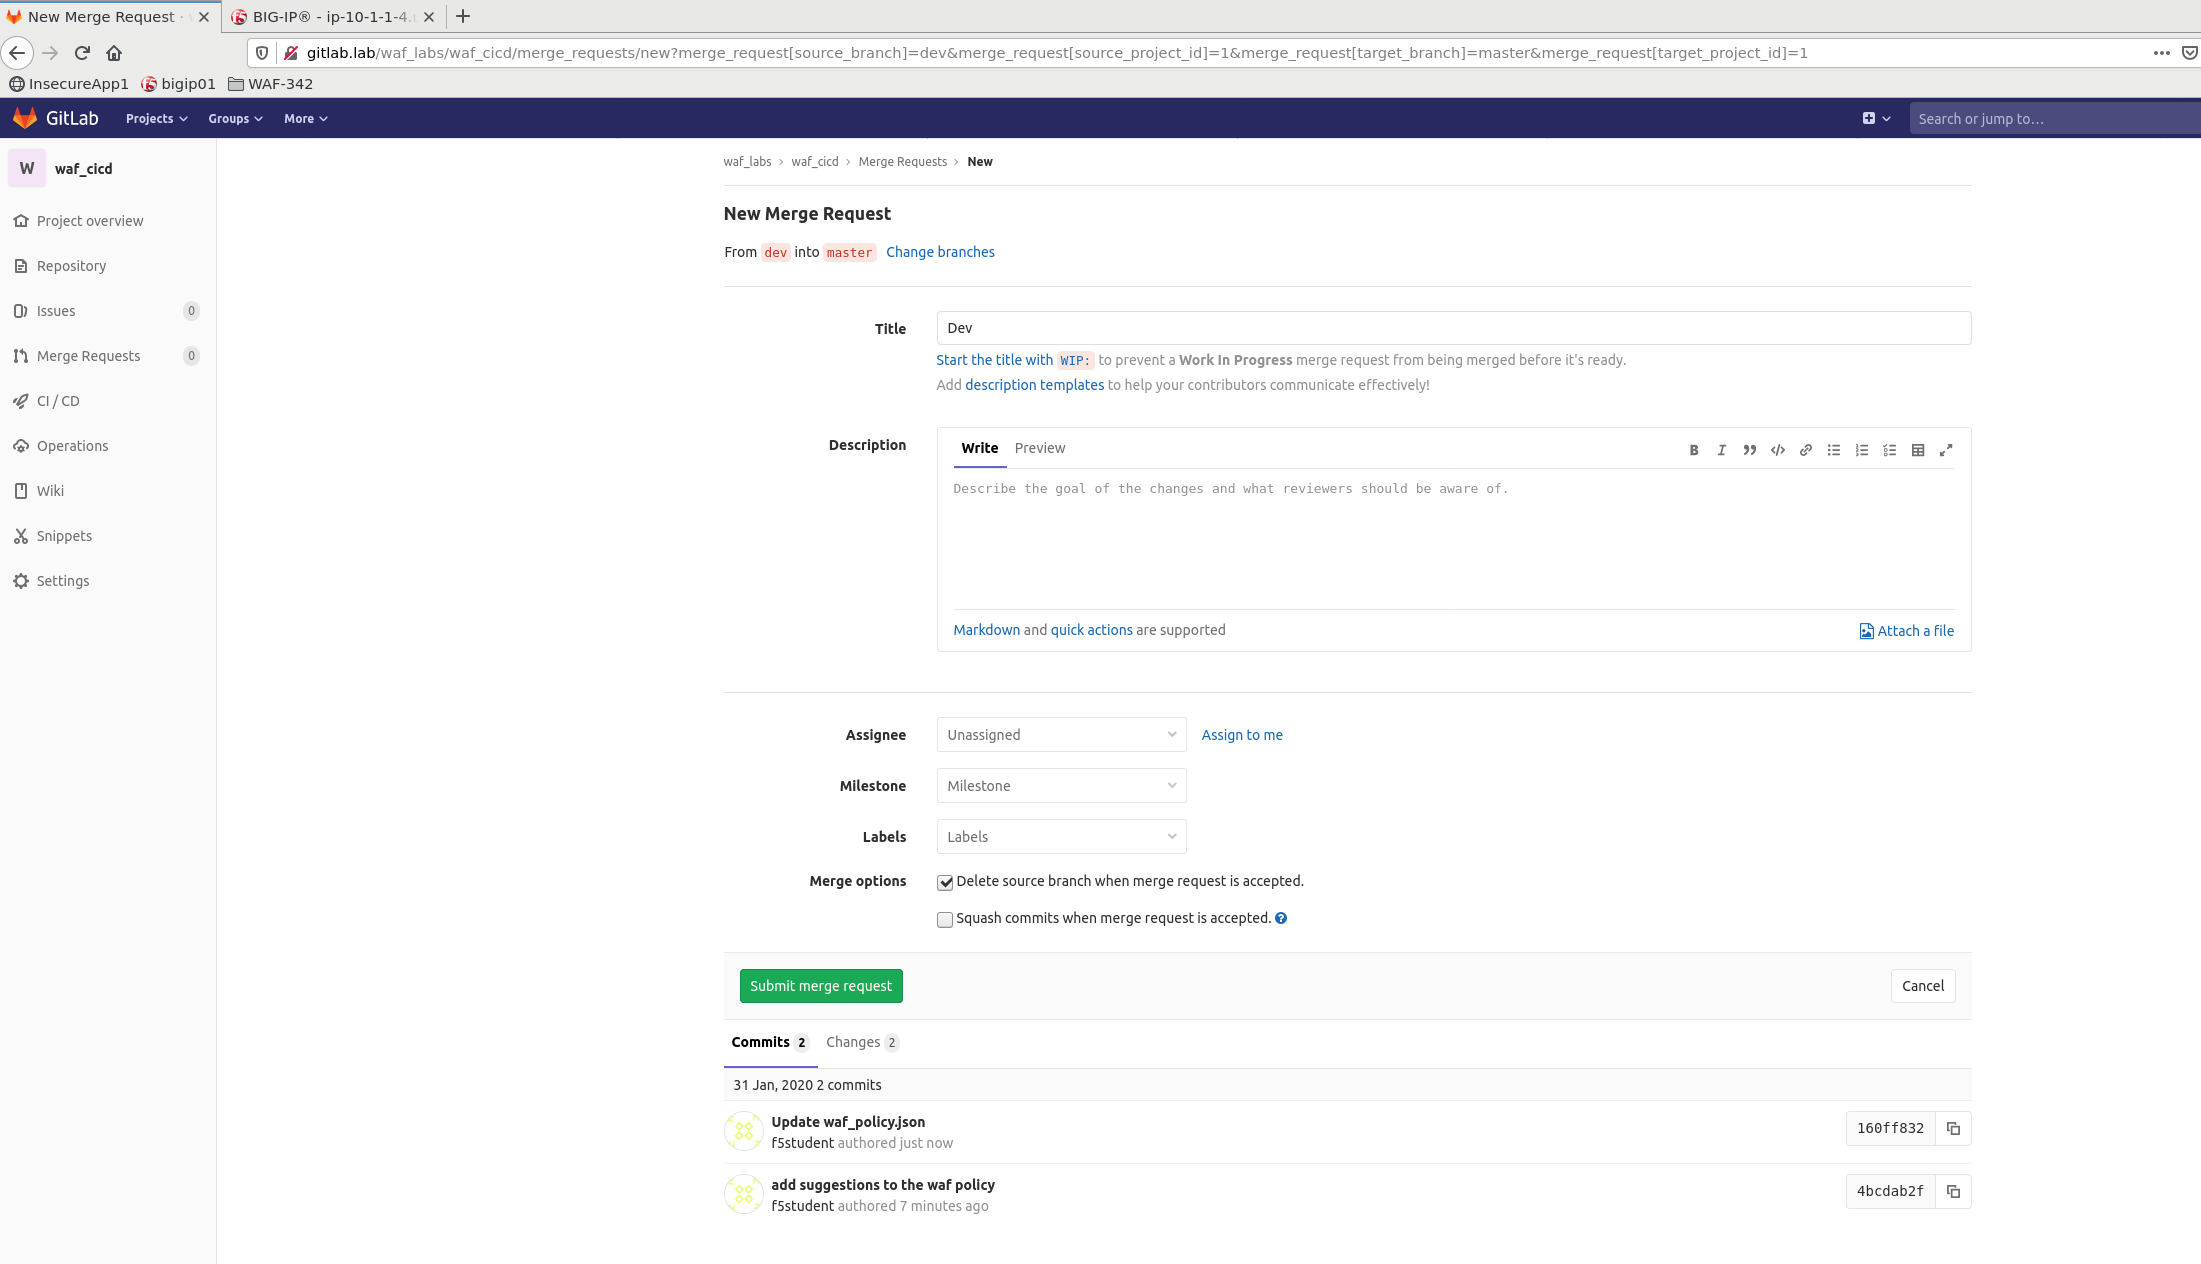 New Merge Request ·
BIG-IP® - ip-10-1-1-4.
gitlab.lab/waf_labs/waf_cicd/merge_requests/new?merge_request[source_branch]=dev&merge_request[source_project_id]=1&merge_request[target_branch]=master&merge_request[target_project_id]=1
InsecureApp1 bigip01 WAF-342
GitLab Projects Groups More Search or jump to…
W waf_cicd
Project overview
Repository
Issues 0
Merge Requests 0
CI / CD
Operations
Wiki
Snippets
Settings
waf_labs › waf_cicd › Merge Requests › New
New Merge Request
From dev into master Change branches
Title Dev
Start the title with WIP: to prevent a Work In Progress merge request from being merged before it's ready.
Add description templates to help your contributors communicate effectively!
Description Write Preview
Describe the goal of the changes and what reviewers should be aware of.
Markdown and quick actions are supported Attach a file
Assignee Unassigned Assign to me
Milestone Milestone
Labels Labels
Merge options Delete source branch when merge request is accepted.
Squash commits when merge request is accepted.
Submit merge request Cancel
Commits 2 Changes 2
31 Jan, 2020 2 commits
Update waf_policy.json
f5student authored just now
160ff832
add suggestions to the waf policy
f5student authored 7 minutes ago
4bcdab2f